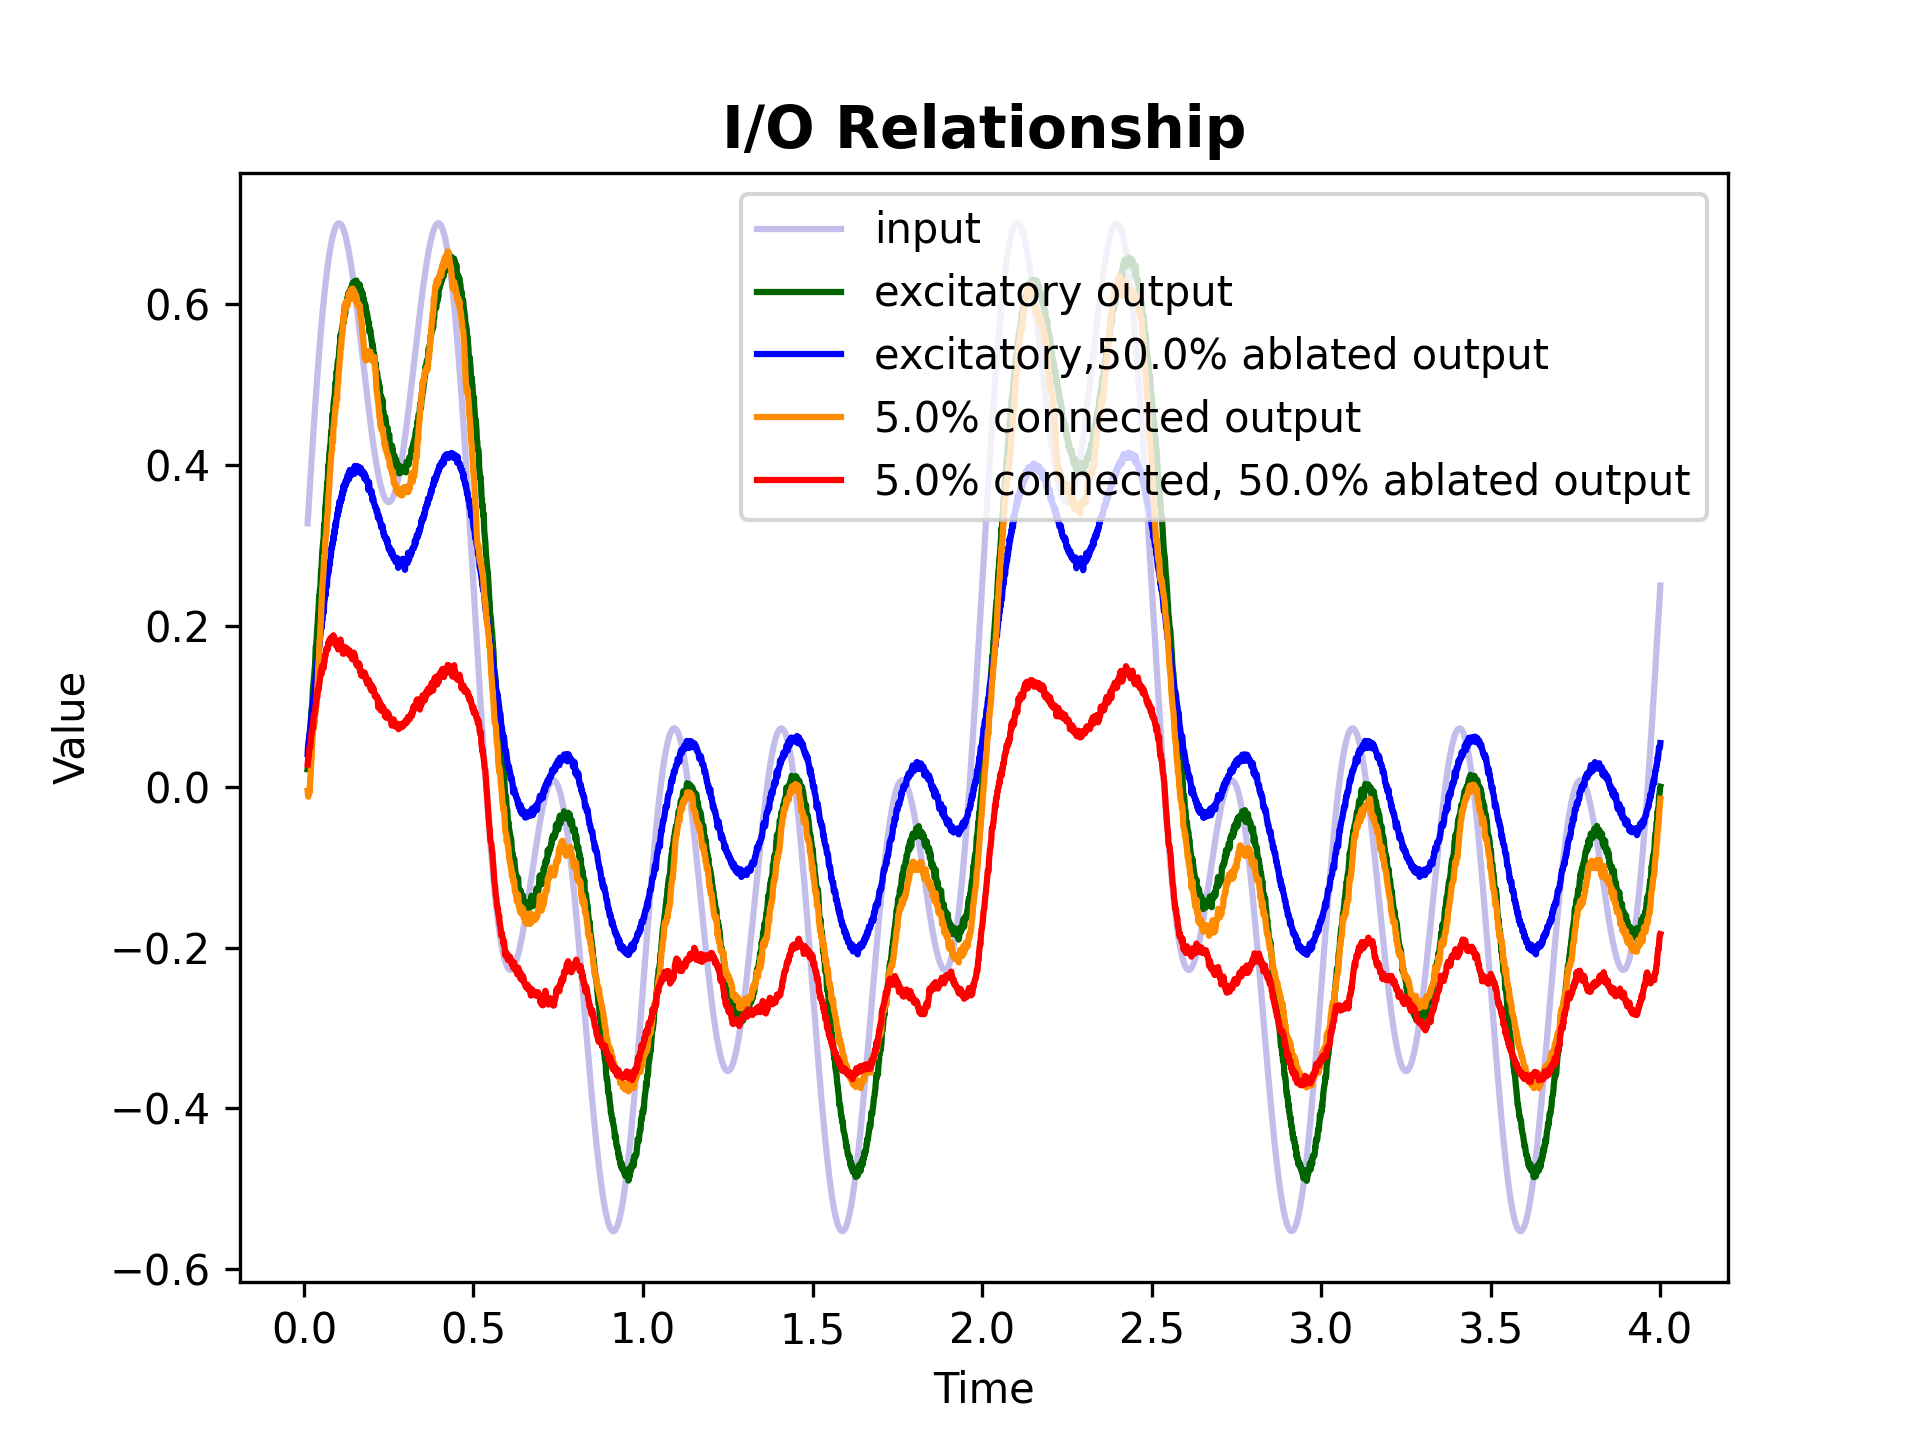 I/O Relationship
input
excitatory output
excitatory,50.0% ablated output
5.0% connected output
5.0% connected, 50.0% ablated output
Value
0.6
0.4
0.2
0.0
−0.2
−0.4
−0.6
0.0 0.5 1.0 1.5 2.0 2.5 3.0 3.5 4.0
Time